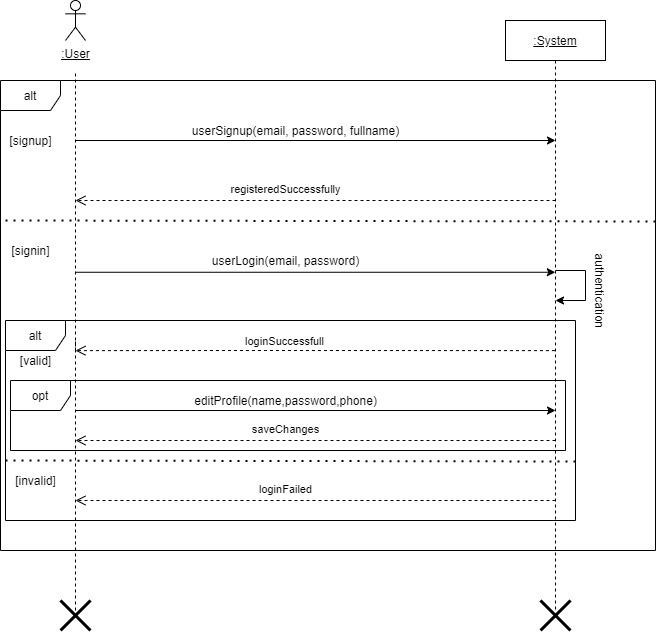 :User
:System
alt
[signup]
userSignup(email, password, fullname)
registeredSuccessfully
[signin]
userLogin(email, password)
authentication
alt
[valid]
loginSuccessfull
opt
editProfile(name,password,phone)
saveChanges
[invalid]
loginFailed